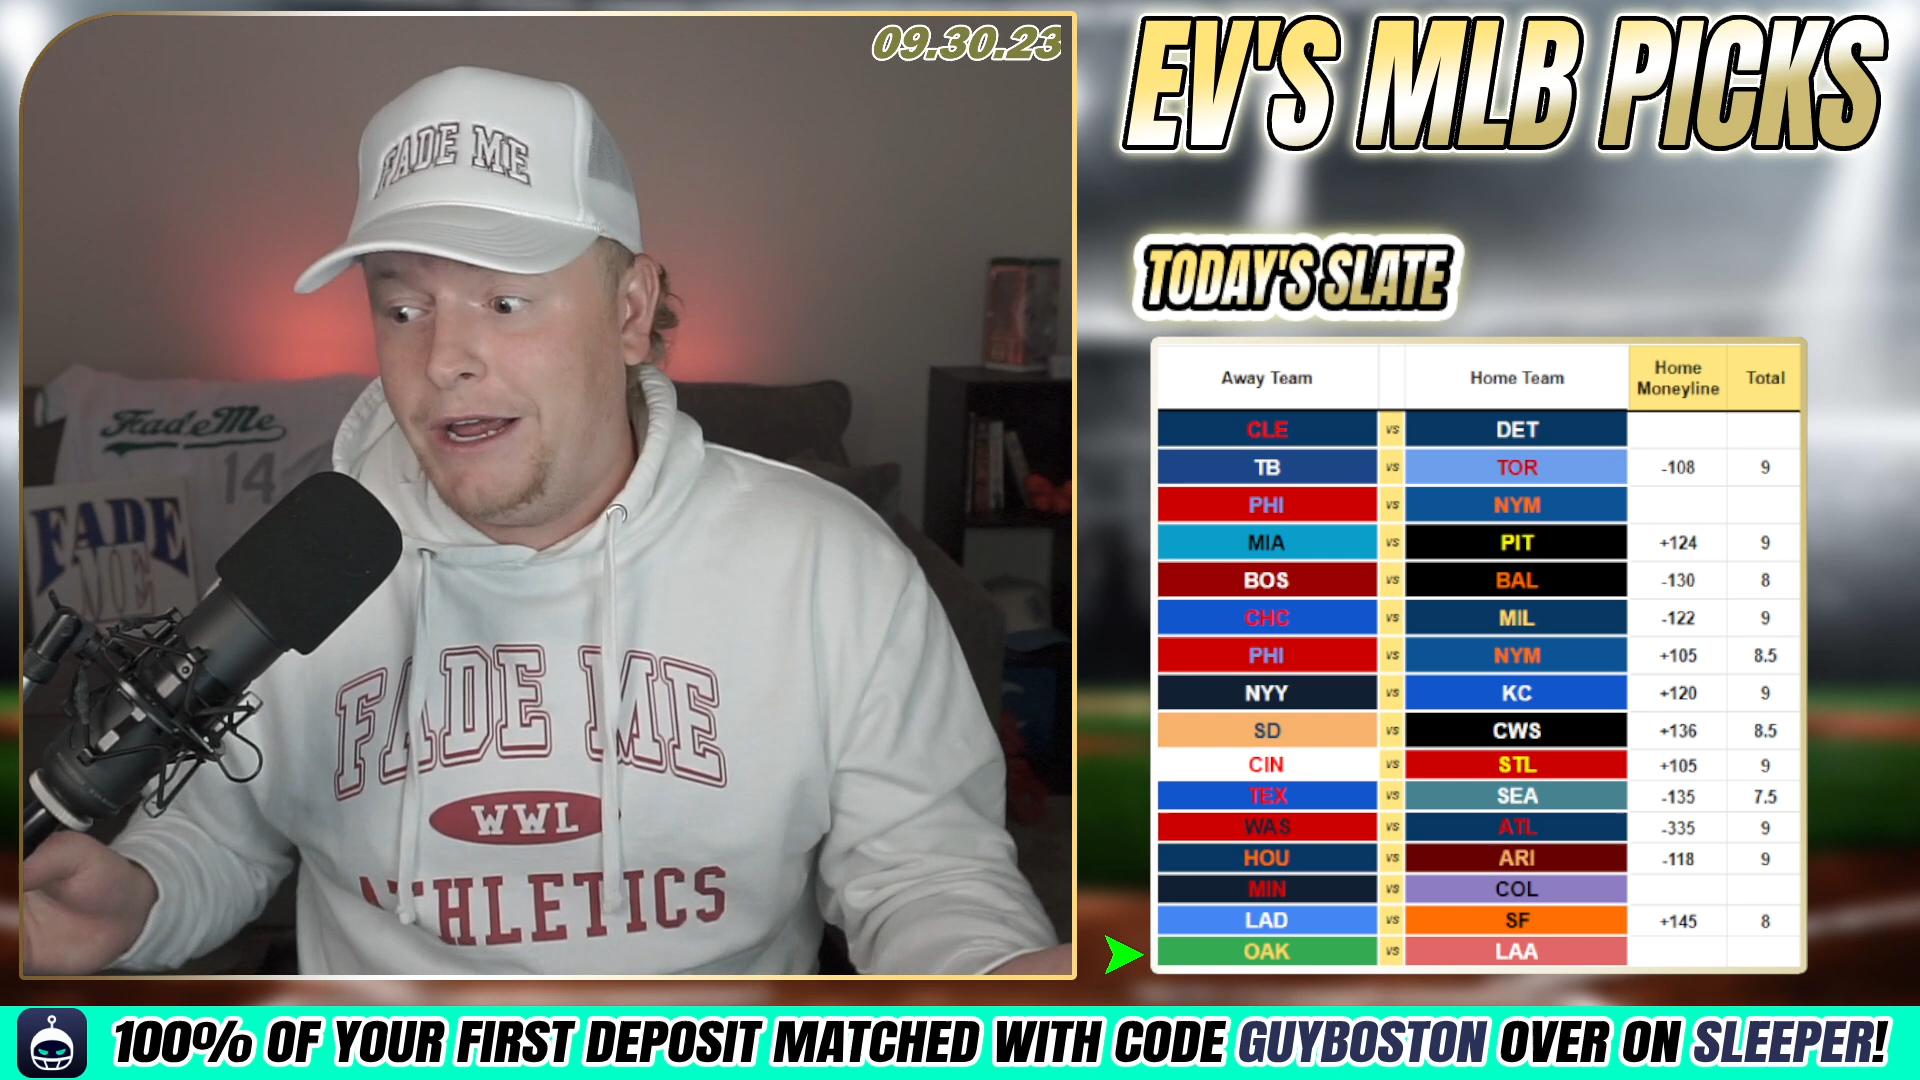 09.30.23
EV'S MLB PICKS
TODAY'S SLATE
Away Team Home Team Home Moneyline Total
CLE vs DET
TB vs TOR -108 9
PHI vs NYM
MIA vs PIT +124 9
BOS vs BAL -130 8
CHC vs MIL -122 9
PHI vs NYM +105 8.5
NYY vs KC +120 9
SD vs CWS +136 8.5
CIN vs STL +105 9
TEX vs SEA -135 7.5
WAS vs ATL -335 9
HOU vs ARI -118 9
MIN vs COL
LAD vs SF +145 8
OAK vs LAA
FADE ME
FadeMe
14
FADE
ME
FADE ME
WWL
ATHLETICS
100% OF YOUR FIRST DEPOSIT MATCHED WITH CODE GUYBOSTON OVER ON SLEEPER!